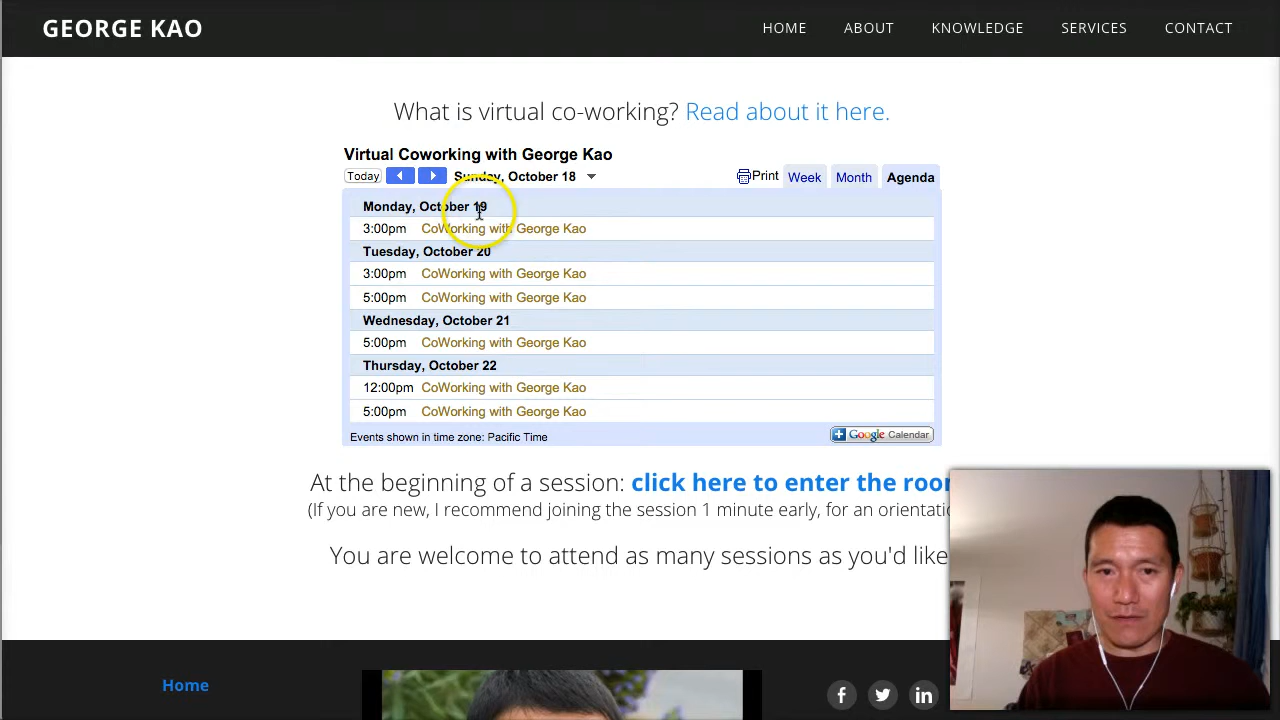 GEORGE KAO
HOME ABOUT KNOWLEDGE SERVICES CONTACT
What is virtual co-working? Read about it here.
Virtual Coworking with George Kao
Today Sunday, October 18 Print Week Month Agenda
Monday, October 19
3:00pm CoWorking with George Kao
Tuesday, October 20
3:00pm CoWorking with George Kao
5:00pm CoWorking with George Kao
Wednesday, October 21
5:00pm CoWorking with George Kao
Thursday, October 22
12:00pm CoWorking with George Kao
5:00pm CoWorking with George Kao
Events shown in time zone: Pacific Time
Google Calendar
At the beginning of a session: click here to enter the
(If you are new, I recommend joining the session 1 minute early, for an
You are welcome to attend as many sessions as you'd like
Home